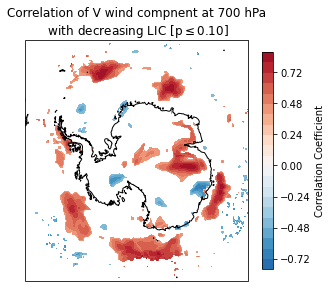 Correlation of V wind compnent at 700 hPa
with decreasing LIC [p ≤ 0.10]
0.72
0.48
0.24
0.00
−0.24
−0.48
−0.72
Correlation Coefficient